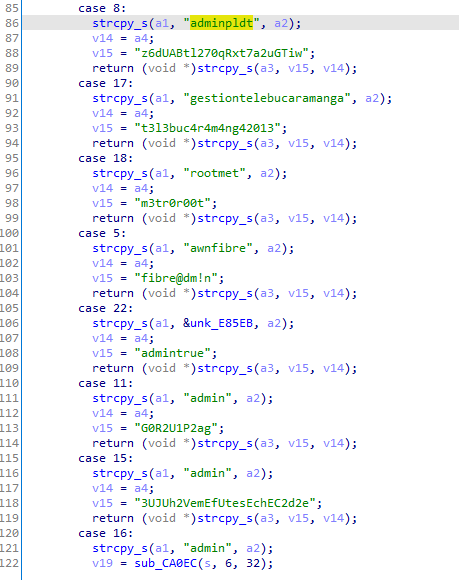 85 case 8:
86 strcpy_s(a1, "adminpldt", a2);
87 v14 = a4;
88 v15 = "z6dUABtl270qRxt7a2uGTiw";
89 return (void *)strcpy_s(a3, v15, v14);
90 case 17:
91 strcpy_s(a1, "gestiontelebucaramanga", a2);
92 v14 = a4;
93 v15 = "t3l3buc4r4m4ng42013";
94 return (void *)strcpy_s(a3, v15, v14);
95 case 18:
96 strcpy_s(a1, "rootmet", a2);
97 v14 = a4;
98 v15 = "m3tr0r00t";
99 return (void *)strcpy_s(a3, v15, v14);
100 case 5:
101 strcpy_s(a1, "awnfibre", a2);
102 v14 = a4;
103 v15 = "fibre@dm!n";
104 return (void *)strcpy_s(a3, v15, v14);
105 case 22:
106 strcpy_s(a1, &unk_E85EB, a2);
107 v14 = a4;
108 v15 = "admintrue";
109 return (void *)strcpy_s(a3, v15, v14);
110 case 11:
111 strcpy_s(a1, "admin", a2);
112 v14 = a4;
113 v15 = "G0R2U1P2ag";
114 return (void *)strcpy_s(a3, v15, v14);
115 case 15:
116 strcpy_s(a1, "admin", a2);
117 v14 = a4;
118 v15 = "3UJUh2VemEfUtesEchEC2d2e";
119 return (void *)strcpy_s(a3, v15, v14);
120 case 16:
121 strcpy_s(a1, "admin", a2);
122 v19 = sub_CA0EC(s, 6, 32);